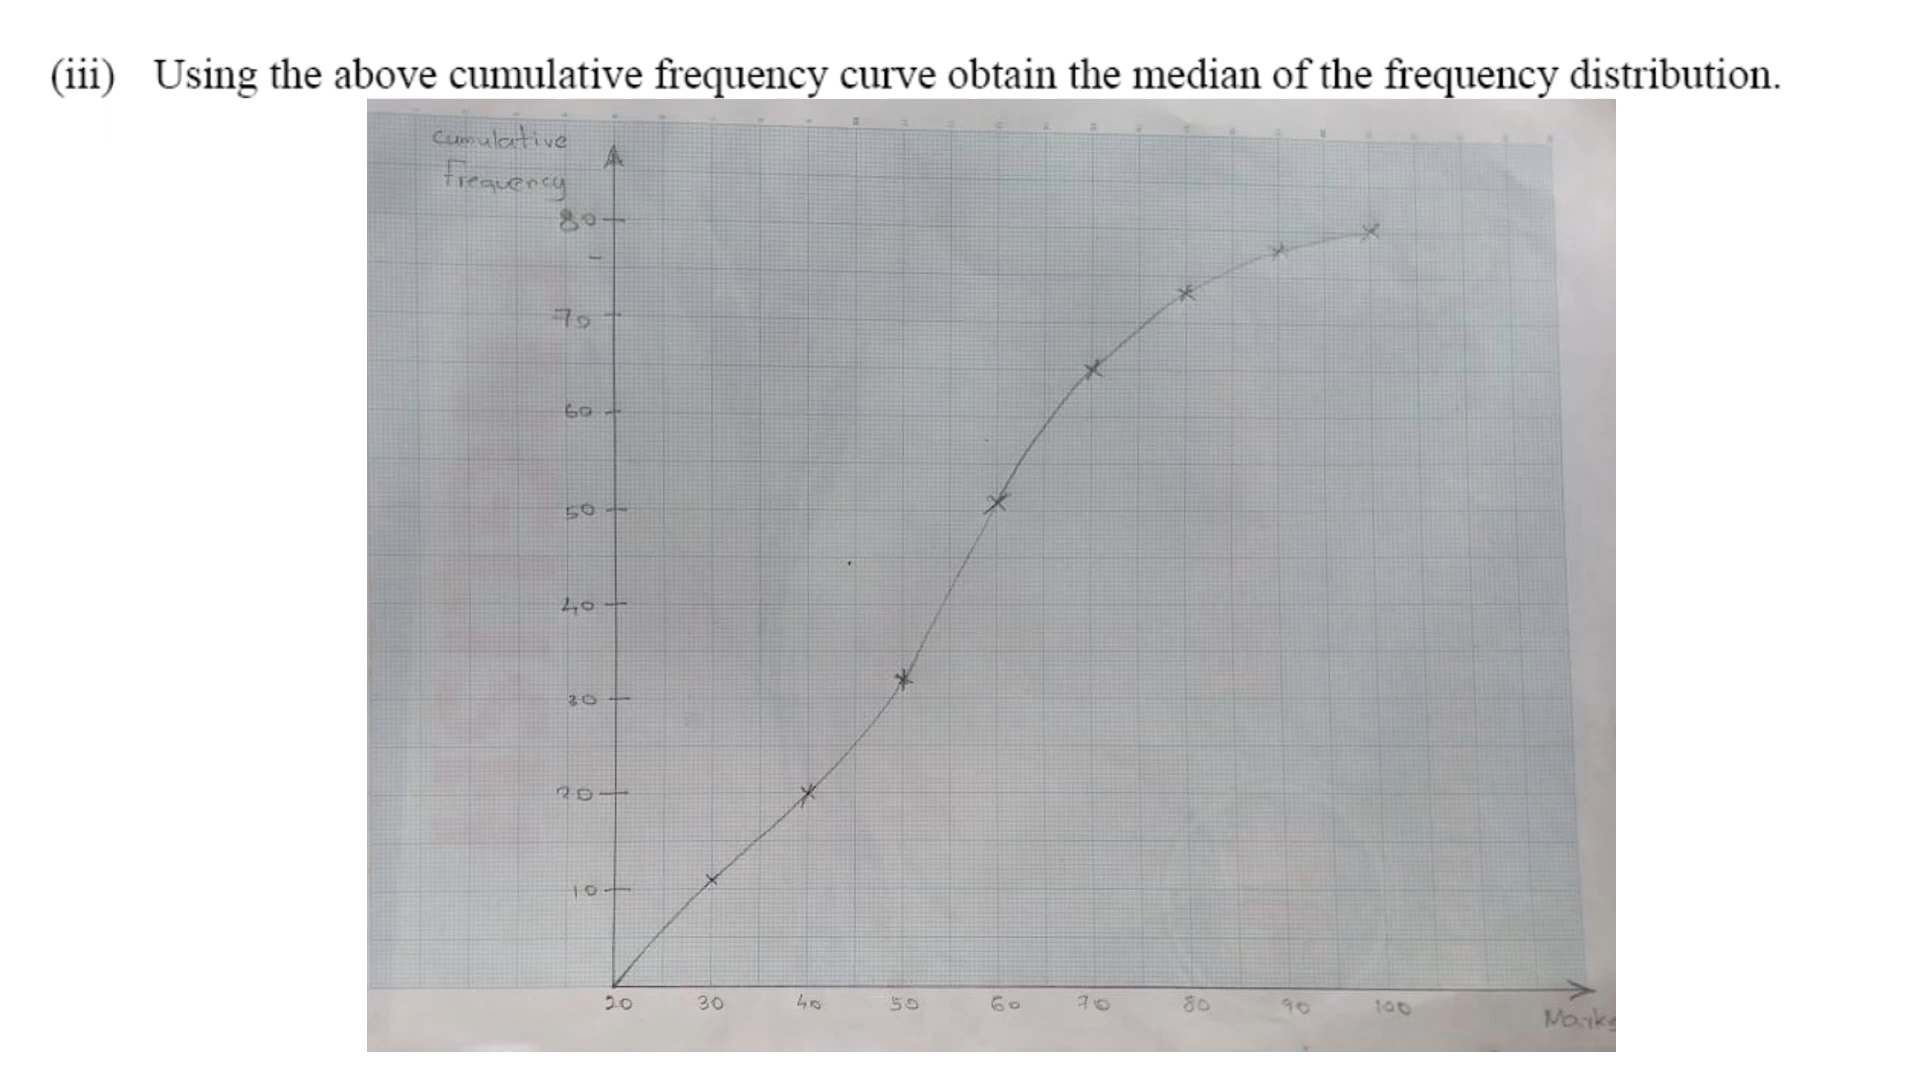 (iii) Using the above cumulative frequency curve obtain the median of the frequency distribution.
Cumulative
Frequency
80
70
60
50
40
30
20
10
20 30 40 50 60 70 80 90 100
Marks